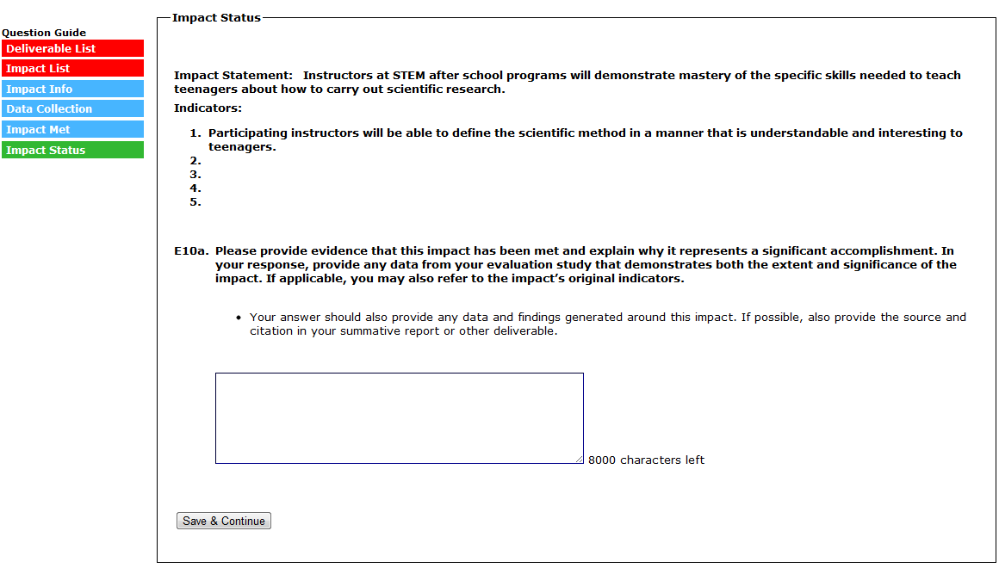 Question Guide
Deliverable List
Impact List
Impact Info
Data Collection
Impact Met
Impact Status
Impact Status
Impact Statement: Instructors at STEM after school programs will demonstrate mastery of the specific skills needed to teach
teenagers about how to carry out scientific research.
Indicators:
1. Participating instructors will be able to define the scientific method in a manner that is understandable and interesting to
teenagers.
2.
3.
4.
5.
E10a. Please provide evidence that this impact has been met and explain why it represents a significant accomplishment. In
your response, provide any data from your evaluation study that demonstrates both the extent and significance of the
impact. If applicable, you may also refer to the impact's original indicators.
• Your answer should also provide any data and findings generated around this impact. If possible, also provide the source and
citation in your summative report or other deliverable.
8000 characters left
Save & Continue